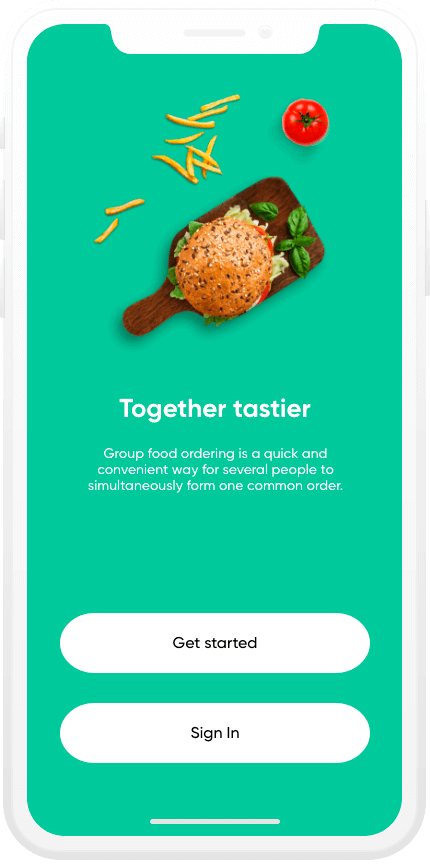 Together tastier
Group food ordering is a quick and
convenient way for several people to
simultaneously form one common order.
Get started
Sign In